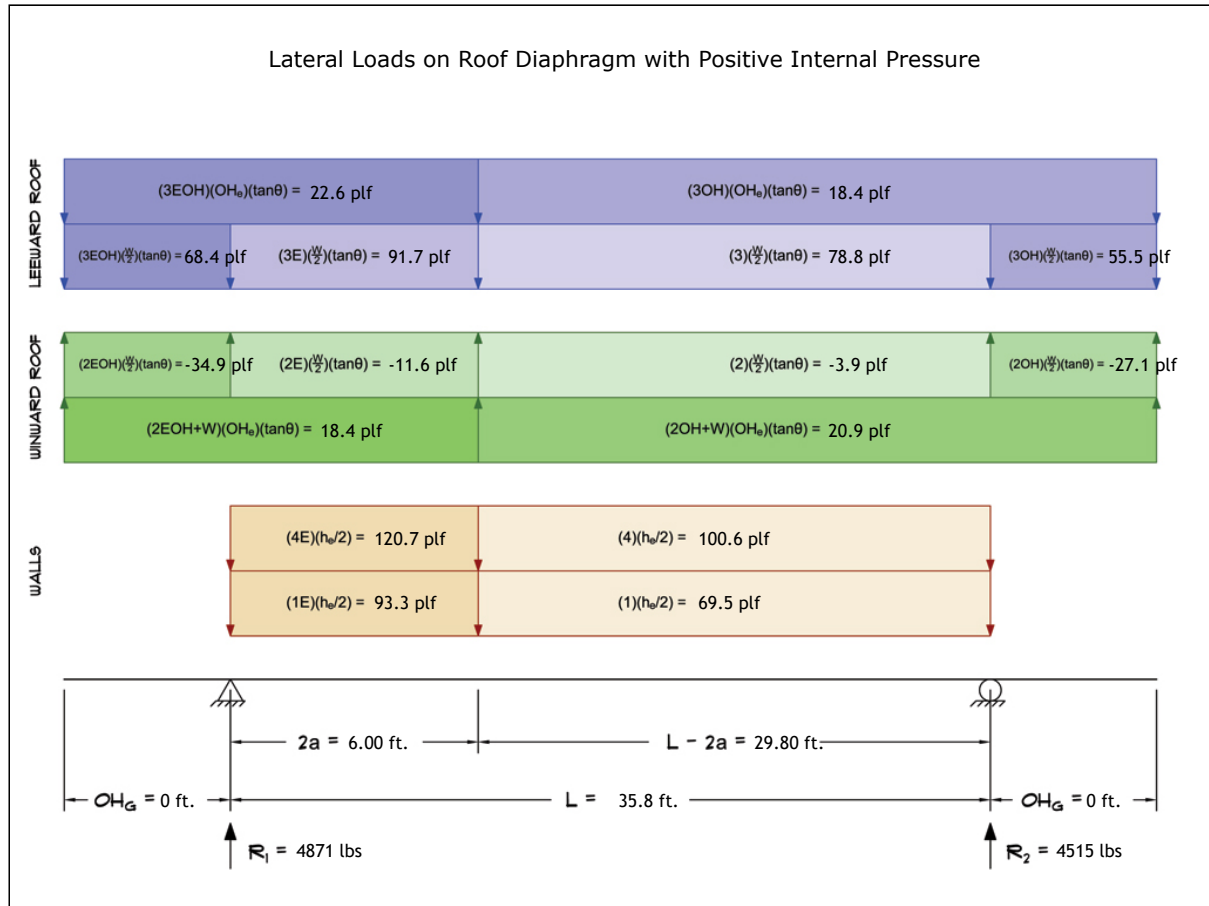 Lateral Loads on Roof Diaphragm with Positive Internal Pressure
LEEWARD ROOF
(3EOH)(OHₑ)(tanθ) = 22.6 plf
(3OH)(OHₑ)(tanθ) = 18.4 plf
(3EOH)(W/2)(tanθ) = 68.4 plf
(3E)(W/2)(tanθ) = 91.7 plf
(3)(W/2)(tanθ) = 78.8 plf
(3OH)(W/2)(tanθ) = 55.5 plf
WINWARD ROOF
(2EOH)(W/2)(tanθ) = -34.9 plf
(2E)(W/2)(tanθ) = -11.6 plf
(2)(W/2)(tanθ) = -3.9 plf
(2OH)(W/2)(tanθ) = -27.1 plf
(2EOH+W)(OHₑ)(tanθ) = 18.4 plf
(2OH+W)(OHₑ)(tanθ) = 20.9 plf
WALLS
(4E)(hₑ/2) = 120.7 plf
(4)(hₑ/2) = 100.6 plf
(1E)(hₑ/2) = 93.3 plf
(1)(hₑ/2) = 69.5 plf
2a = 6.00 ft.
L - 2a = 29.80 ft.
OH_G = 0 ft.
L = 35.8 ft.
OH_G = 0 ft.
R₁ = 4871 lbs
R₂ = 4515 lbs